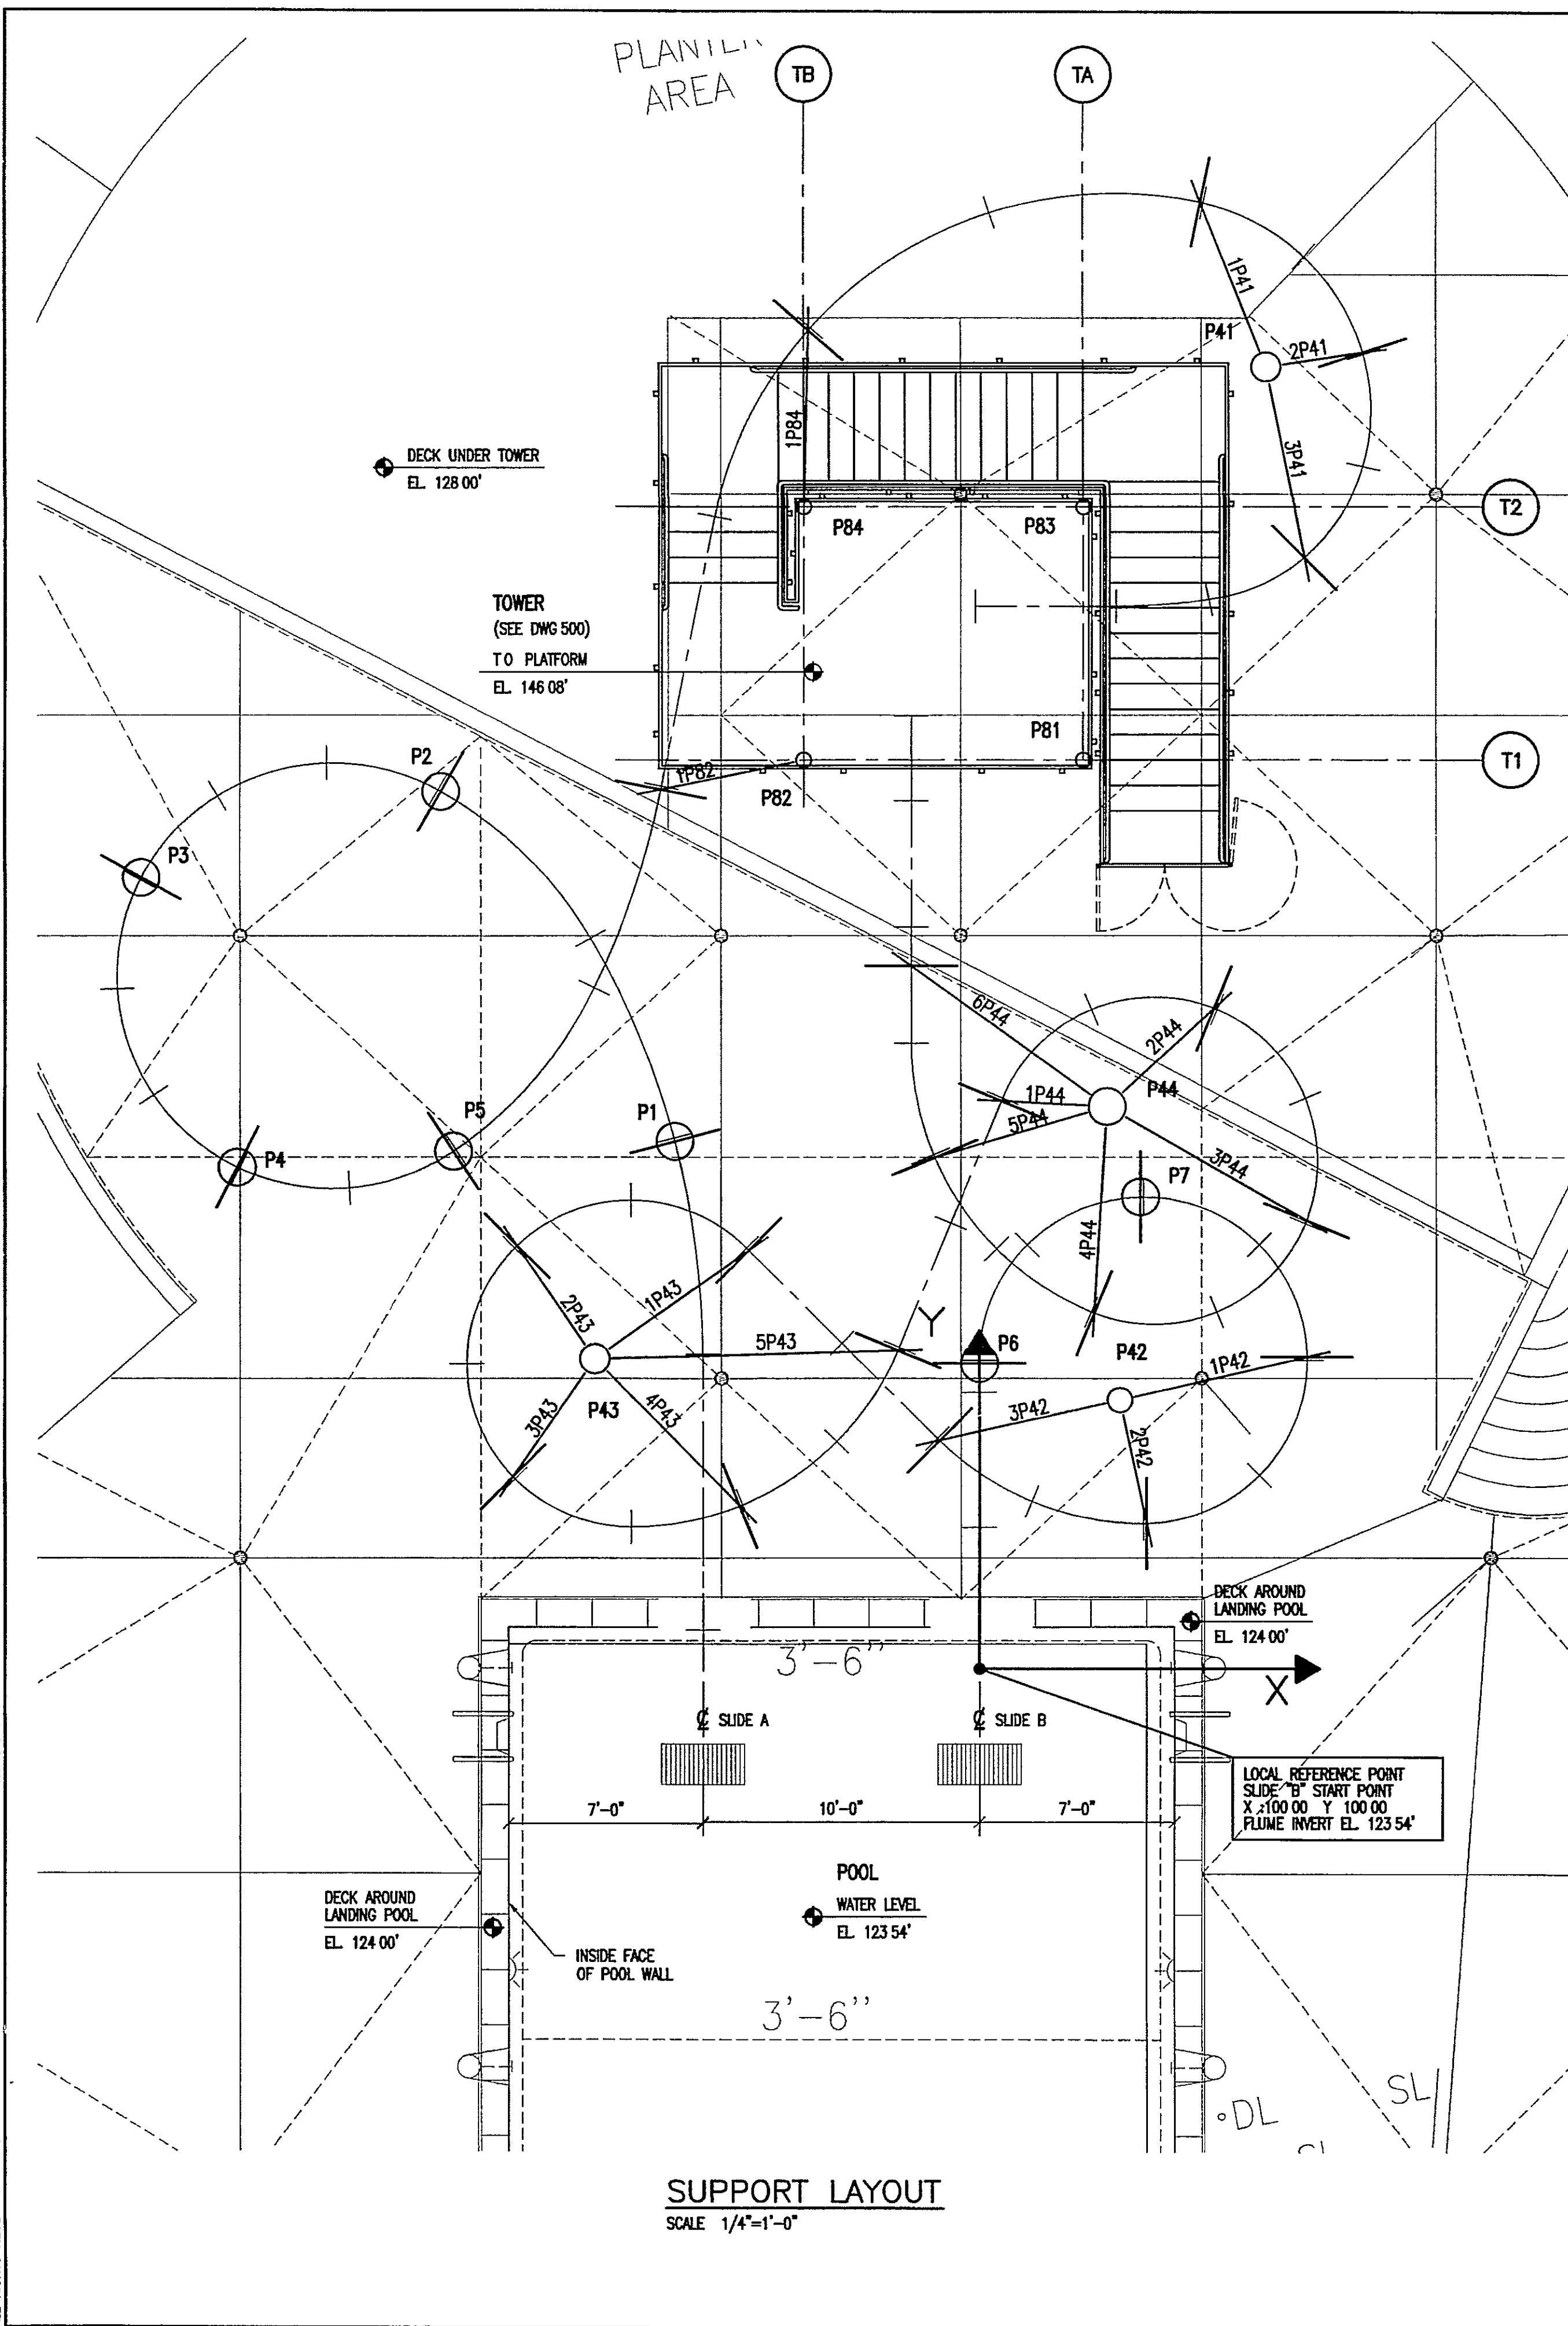 PLANTER
AREA
TB
TA
1P41
P41
2P41
3P41
1P84
DECK UNDER TOWER
EL. 128 00'
P84
P83
T2
TOWER
(SEE DWG 500)
T O PLATFORM
EL. 146 08'
P81
T1
P2
1P82
P82
P3
6P44
2P44
P44
1P44
5P44
P5
P1
P4
3P44
P7
4P44
2P43
1P43
Y
5P43
P6
P42
1P42
P43
3P43
4P43
3P42
2P42
DECK AROUND
LANDING POOL
EL. 124 00'
3'-6"
X
℄ SLIDE A
℄ SLIDE B
LOCAL REFERENCE POINT
SLIDE "B" START POINT
X 100 00 Y 100 00
FLUME INVERT EL. 123 54'
7'-0"
10'-0"
7'-0"
POOL
WATER LEVEL
EL. 123 54'
DECK AROUND
LANDING POOL
EL. 124 00'
INSIDE FACE
OF POOL WALL
3'-6"
SL
DL
SUPPORT LAYOUT
SCALE 1/4"=1'-0"